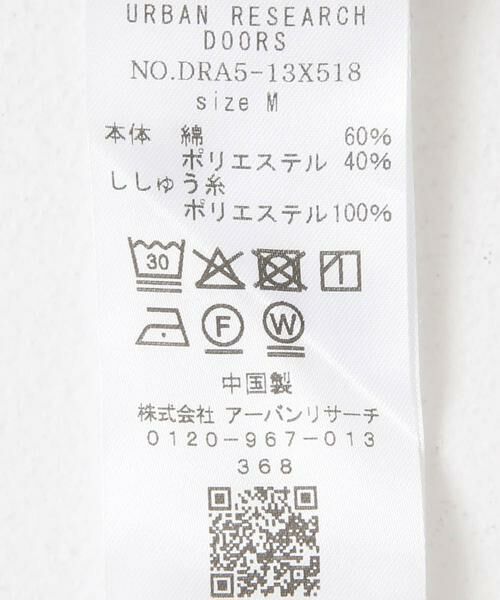 URBAN RESEARCH
DOORS
NO.DRA5-13X518
size M
本体 綿 60%
ポリエステル 40%
ししゅう糸
ポリエステル100%
30
F W
中国製
株式会社 アーバンリサーチ
0120-967-013
368